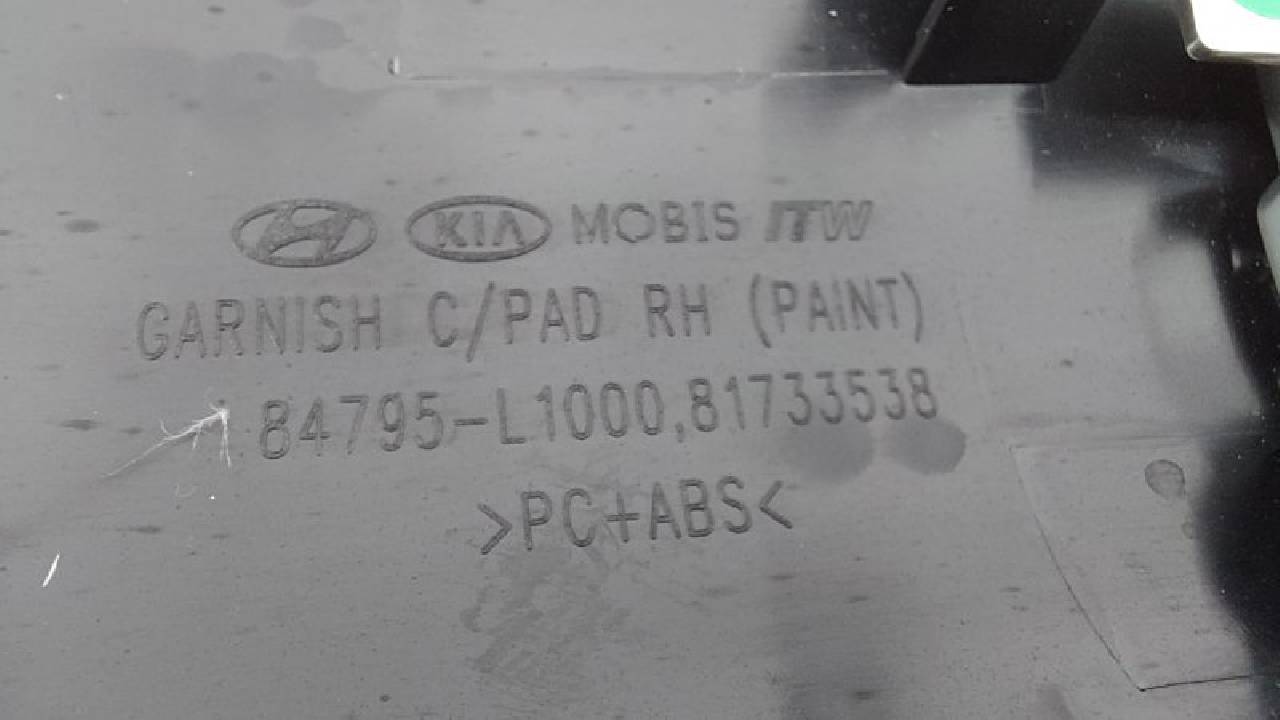 KIA MOBIS ITW
GARNISH C/PAD RH (PAINT)
84795-L1000,81733538
>PC+ABS<